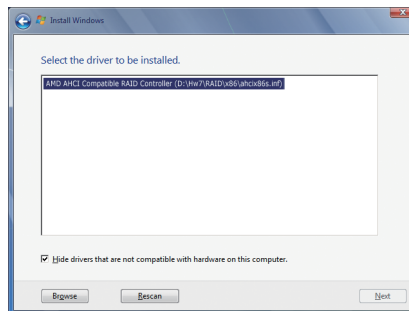 Install Windows
Select the driver to be installed.
AMD AHCI Compatible RAID Controller (D:\Hw7\RAID\x86\ahcix86s.inf)
Hide drivers that are not compatible with hardware on this computer.
Browse
Rescan
Next